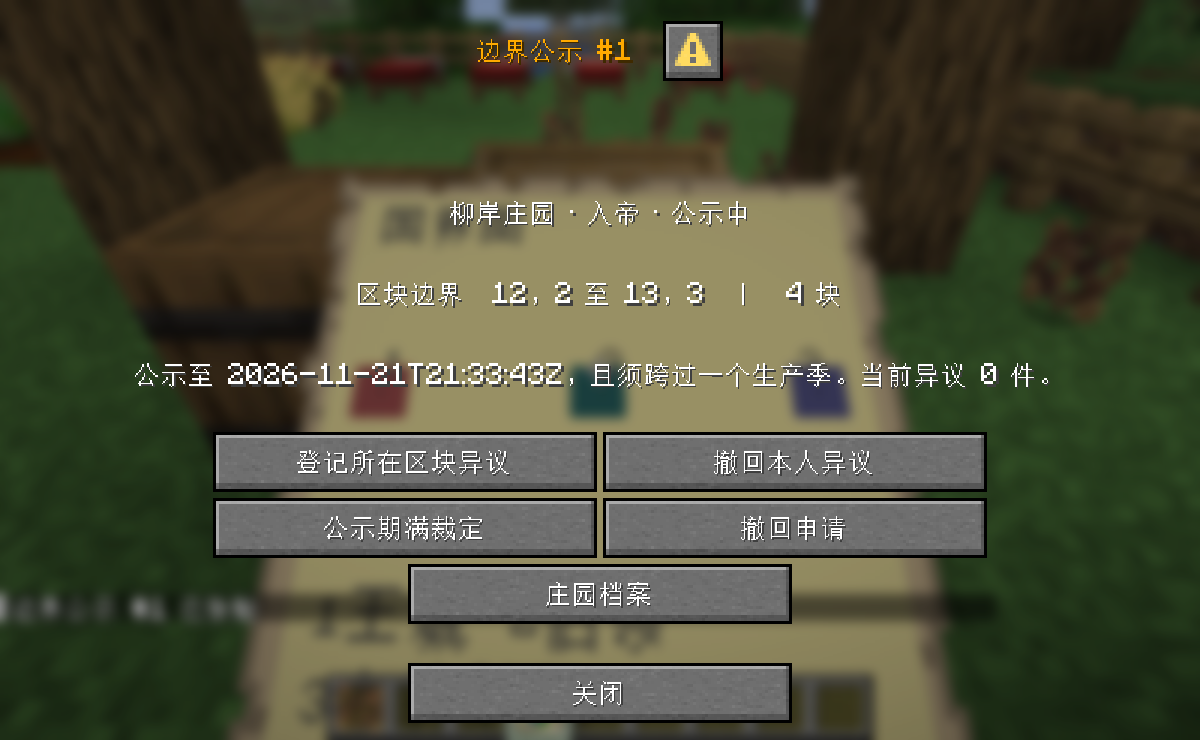 边界公示 #1
柳岸庄园 · 入帝 · 公示中
区块边界 12, 2 至 13, 3 | 4 块
公示至 2026-11-21T21:33:43Z，且须跨过一个生产季。当前异议 0 件。
登记所在区块异议
撤回本人异议
公示期满裁定
撤回申请
庄园档案
关闭